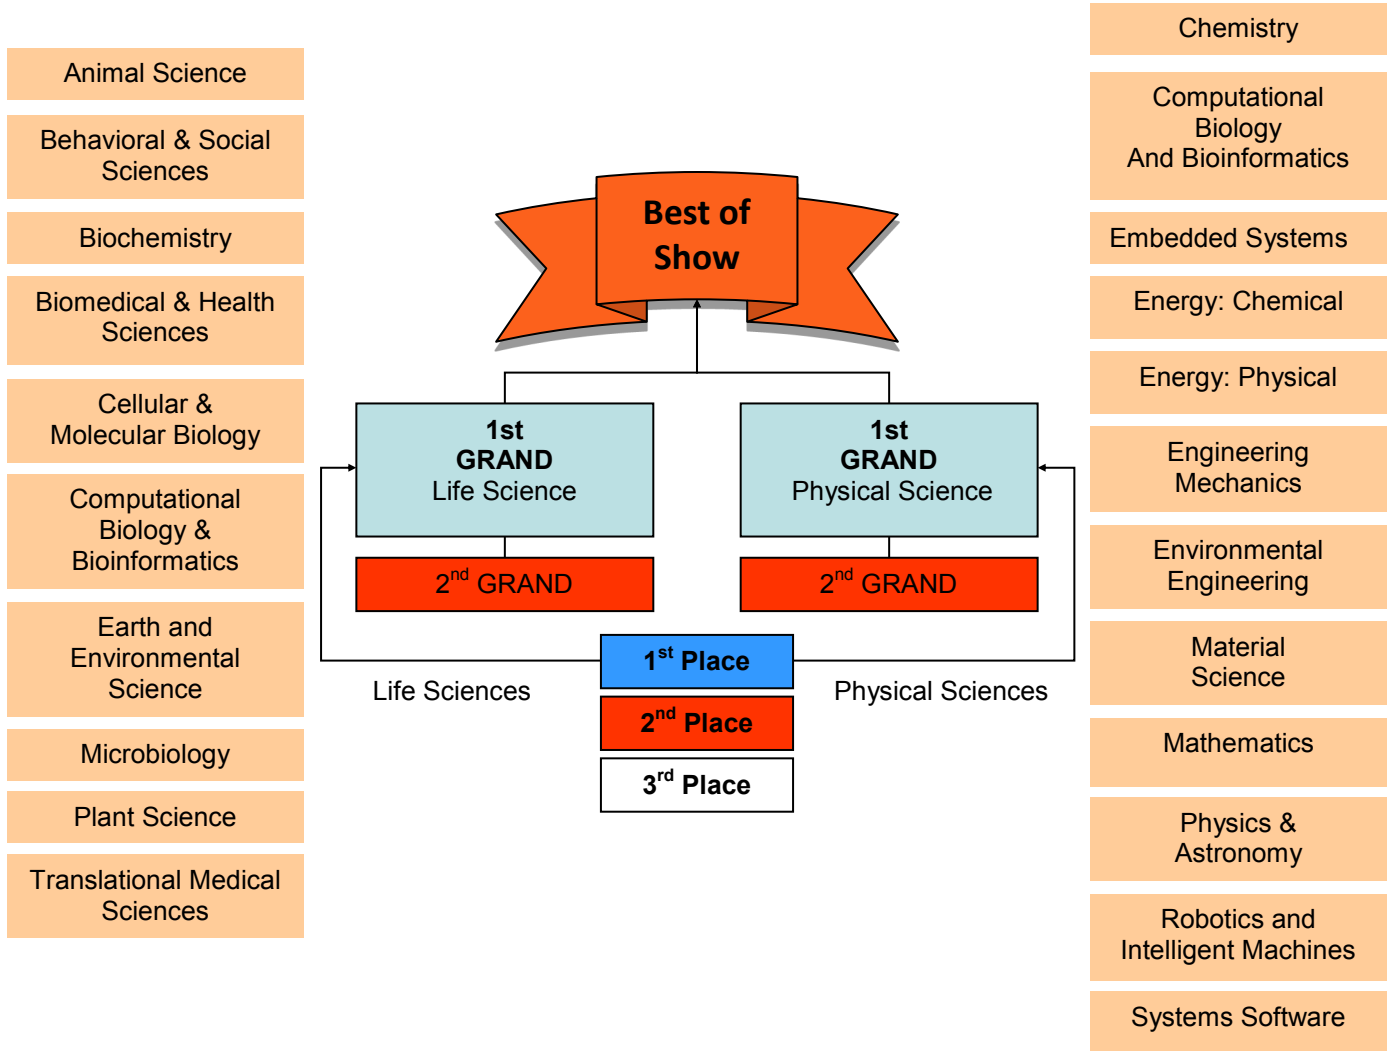 Animal Science
Behavioral & Social
Sciences
Biochemistry
Biomedical & Health
Sciences
Cellular &
Molecular Biology
Computational
Biology &
Bioinformatics
Earth and
Environmental
Science
Microbiology
Plant Science
Translational Medical
Sciences
Best of
Show
1st
GRAND
Life Science
2nd GRAND
1st
GRAND
Physical Science
2nd GRAND
1st Place
Life Sciences
Physical Sciences
2nd Place
3rd Place
Chemistry
Computational
Biology
And Bioinformatics
Embedded Systems
Energy: Chemical
Energy: Physical
Engineering
Mechanics
Environmental
Engineering
Material
Science
Mathematics
Physics &
Astronomy
Robotics and
Intelligent Machines
Systems Software